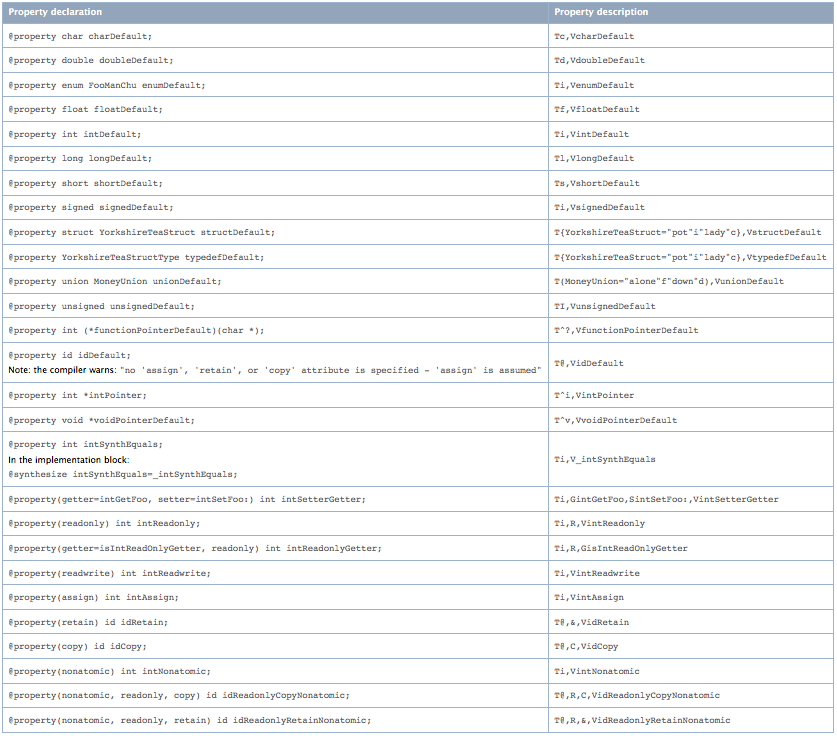 Property declaration Property description
@property char charDefault; Tc,VcharDefault
@property double doubleDefault; Td,VdoubleDefault
@property enum FooManChu enumDefault; Ti,VenumDefault
@property float floatDefault; Tf,VfloatDefault
@property int intDefault; Ti,VintDefault
@property long longDefault; Tl,VlongDefault
@property short shortDefault; Ts,VshortDefault
@property signed signedDefault; Ti,VsignedDefault
@property struct YorkshireTeaStruct structDefault; T{YorkshireTeaStruct="pot"i"lady"c},VstructDefault
@property YorkshireTeaStructType typedefDefault; T{YorkshireTeaStruct="pot"i"lady"c},VtypedefDefault
@property union MoneyUnion unionDefault; T(MoneyUnion="alone"f"down"d),VunionDefault
@property unsigned unsignedDefault; TI,VunsignedDefault
@property int (*functionPointerDefault)(char *); T^?,VfunctionPointerDefault
@property id idDefault;
Note: the compiler warns: "no 'assign', 'retain', or 'copy' attribute is specified - 'assign' is assumed" T@,VidDefault
@property int *intPointer; T^i,VintPointer
@property void *voidPointerDefault; T^v,VvoidPointerDefault
@property int intSynthEquals;
In the implementation block: Ti,V_intSynthEquals
@synthesize intSynthEquals=_intSynthEquals;
@property(getter=intGetFoo, setter=intSetFoo:) int intSetterGetter; Ti,GintGetFoo,SintSetFoo:,VintSetterGetter
@property(readonly) int intReadonly; Ti,R,VintReadonly
@property(getter=isIntReadOnlyGetter, readonly) int intReadonlyGetter; Ti,R,GisIntReadOnlyGetter
@property(readwrite) int intReadwrite; Ti,VintReadwrite
@property(assign) int intAssign; Ti,VintAssign
@property(retain) id idRetain; T@,&,VidRetain
@property(copy) id idCopy; T@,C,VidCopy
@property(nonatomic) int intNonatomic; Ti,VintNonatomic
@property(nonatomic, readonly, copy) id idReadonlyCopyNonatomic; T@,R,C,VidReadonlyCopyNonatomic
@property(nonatomic, readonly, retain) id idReadonlyRetainNonatomic; T@,R,&,VidReadonlyRetainNonatomic